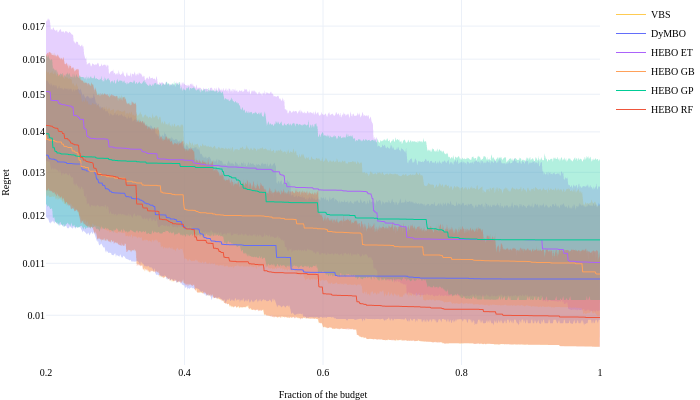 0.017
0.016
0.015
0.014
0.013
0.012
0.011
0.01
Regret
0.2
0.4
0.6
0.8
1
Fraction of the budget
VBS
DyMBO
HEBO ET
HEBO GB
HEBO GP
HEBO RF